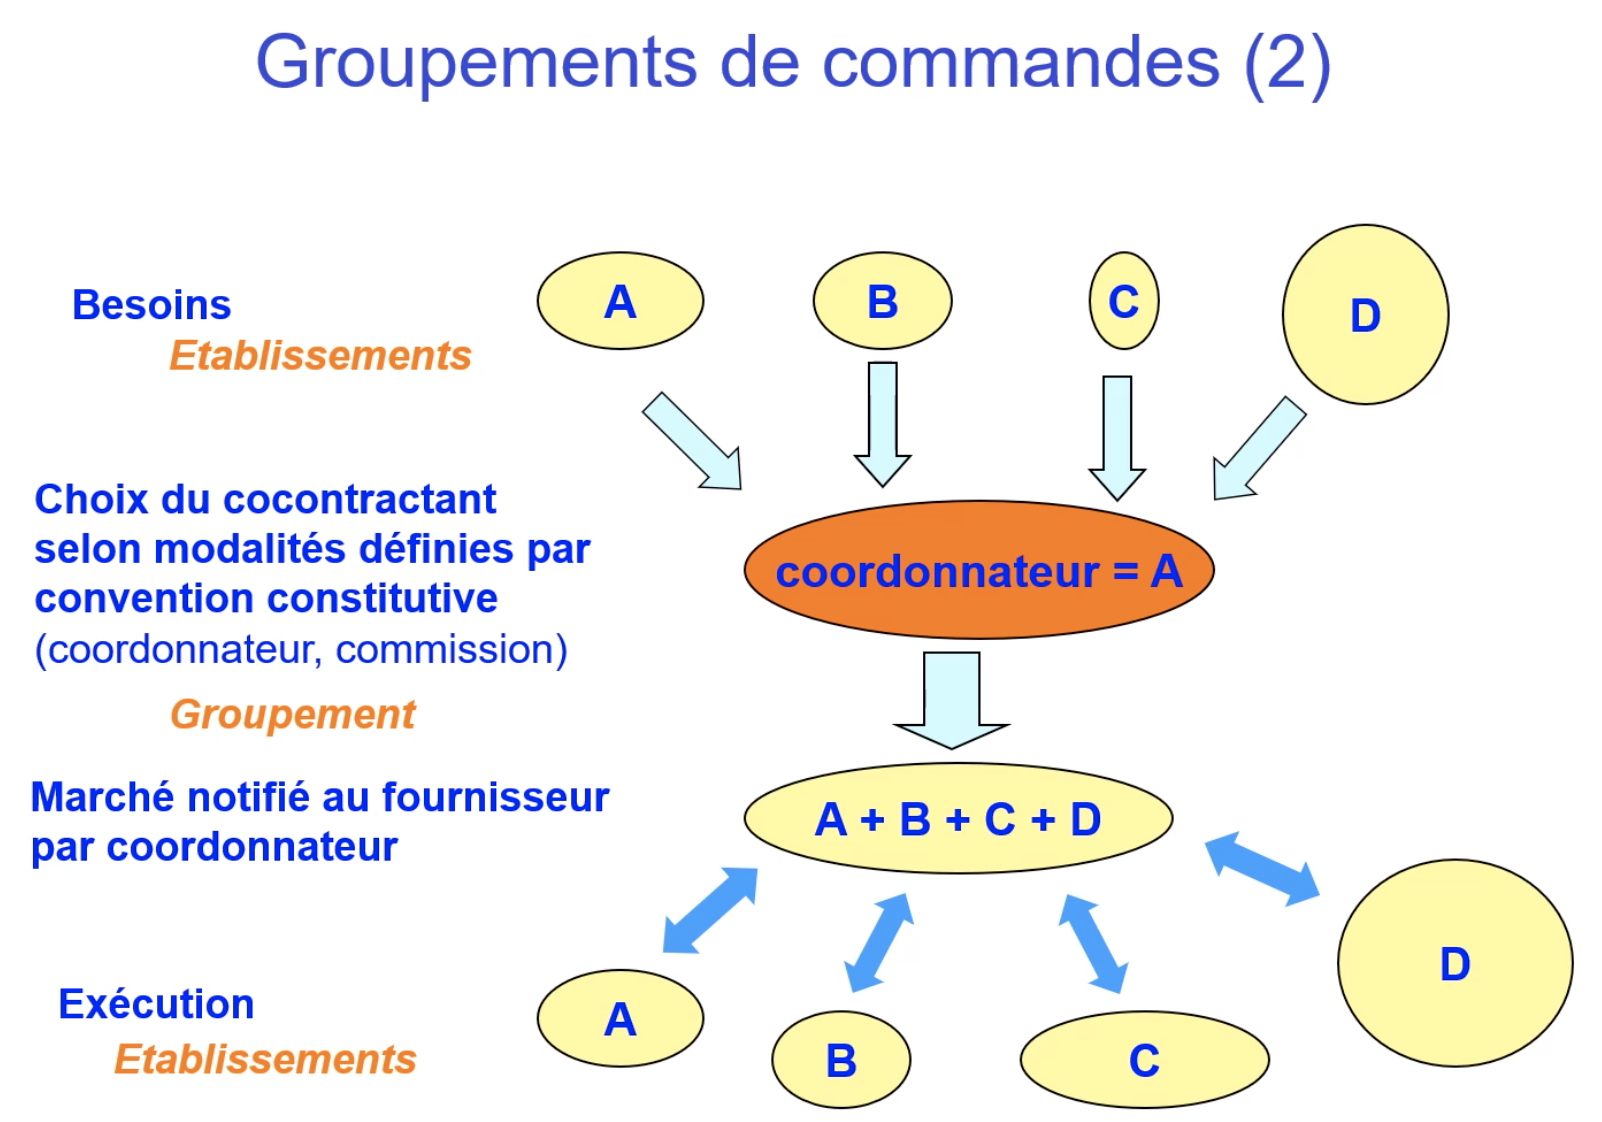 Groupements de commandes (2)
Besoins
Etablissements
A
B
C
D
Choix du cocontractant
selon modalités définies par
convention constitutive
(coordonnateur, commission)
Groupement
coordonnateur = A
Marché notifié au fournisseur
par coordonnateur
A + B + C + D
Exécution
Etablissements
A
B
C
D